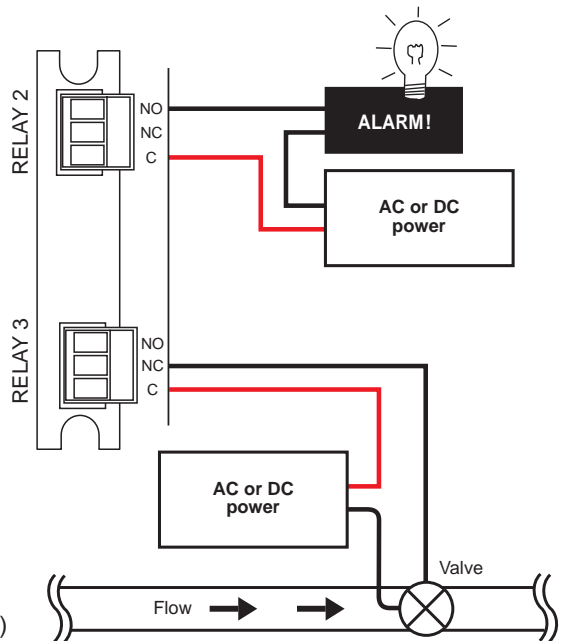 RELAY 2
NO
NC
C
ALARM!
AC or DC
power
RELAY 3
NO
NC
C
AC or DC
power
Valve
Flow
)